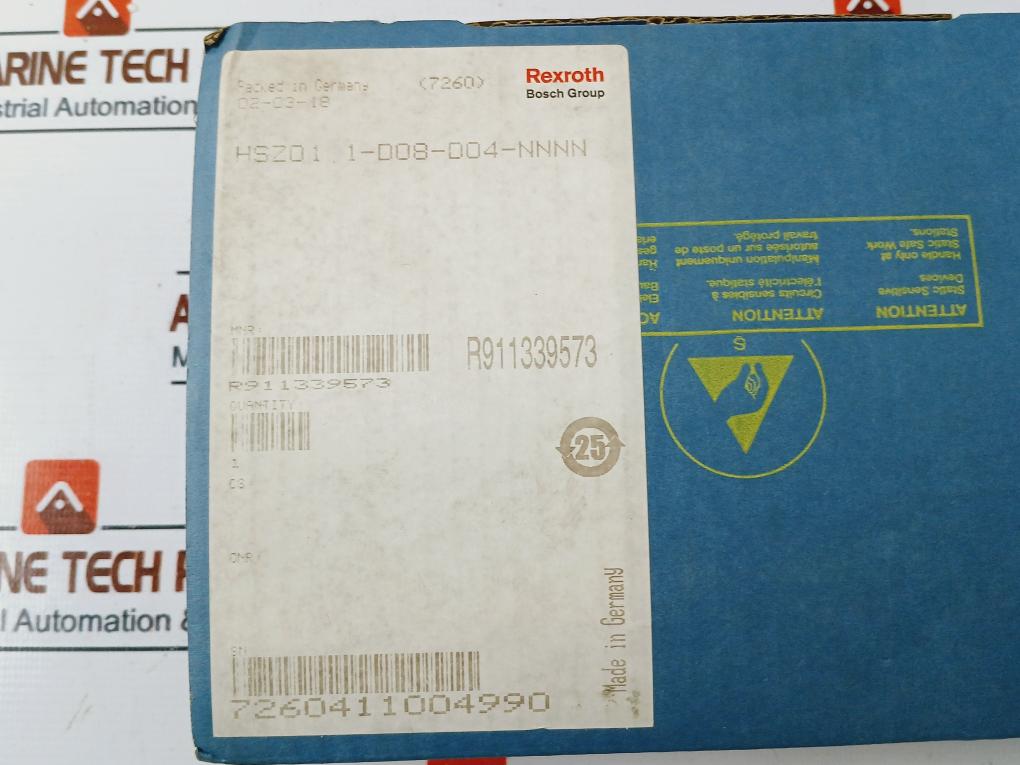 ARINE TECH
strial Automation
NE TECH
l Automation &
Packed in Germany (7260)
02-03-18
Rexroth
Bosch Group
HSZ01.1-D08-D04-NNNN
MNR:
R911339573
R911339573
QUANTITY:
1
CS:
25
OMR:
SN:
7260411004990
Made in Germany
ATTENTION
Static Sensitive
Devices
Handle only at
Static Safe Work
Stations.
ATTENTION
Circuits sensibles à
l'électricité statique.
Manipulation uniquement
autorisée sur un poste de
travail protégé.
AC
S